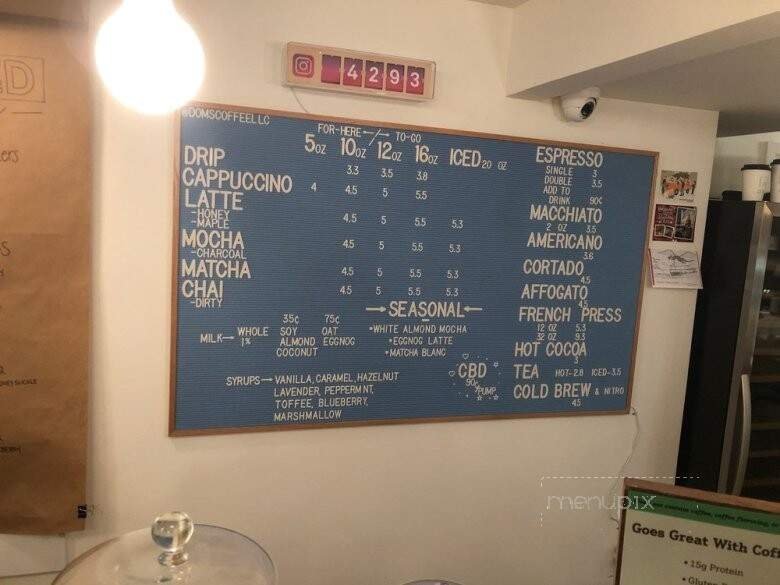 4293
@DOMSCOFFEELLC
FOR-HERE ← / → TO-GO
5OZ 10OZ 12OZ 16OZ ICED 20 OZ
DRIP 3.3 3.5 3.8
CAPPUCCINO 4 4.5 5 5.5
LATTE 4.5 5 5.5 5.3
-HONEY
-MAPLE
MOCHA 4.5 5 5.5 5.3
-CHARCOAL
MATCHA 4.5 5 5.5 5.3
CHAI 4.5 5 5.5 5.3
-DIRTY
MILK→ WHOLE
1%
35¢
SOY
ALMOND
COCONUT
75¢
OAT
EGGNOG
→SEASONAL←
•WHITE ALMOND MOCHA
•EGGNOG LATTE
•MATCHA BLANC
SYRUPS→ VANILLA, CARAMEL, HAZELNUT
LAVENDER, PEPPERMINT,
TOFFEE, BLUEBERRY,
MARSHMALLOW
CBD
90¢/PUMP
ESPRESSO
SINGLE 3
DOUBLE 3.5
ADD TO
DRINK 90¢
MACCHIATO
2 OZ 3.5
AMERICANO
3.6
CORTADO
4.5
AFFOGATO
4.5
FRENCH PRESS
12 OZ 5.3
32 OZ 9.3
HOT COCOA
3
TEA HOT-2.8 ICED-3.5
COLD BREW & NITRO
4.5
menupix
Goes Great With Coff
• 15g Protein